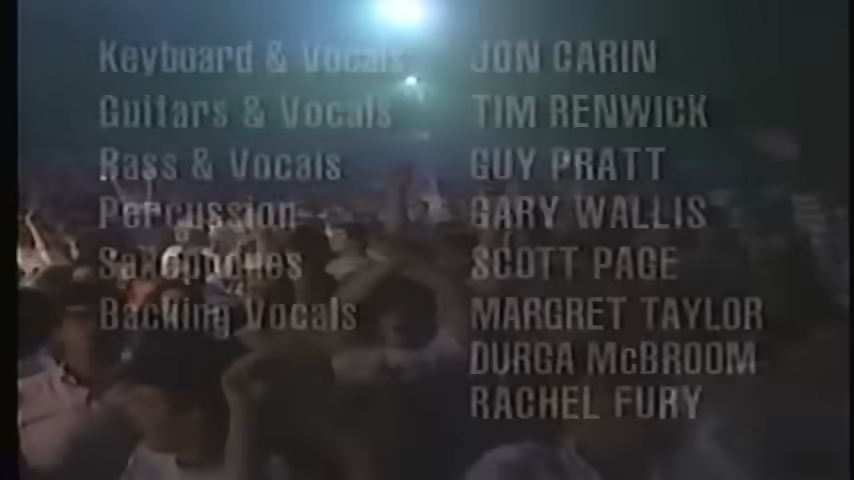 Keyboard & Vocals JON CARIN
Guitars & Vocals TIM RENWICK
Bass & Vocals GUY PRATT
Percussion GARY WALLIS
Saxophones SCOTT PAGE
Backing Vocals MARGRET TAYLOR
DURGA McBROOM
RACHEL FURY